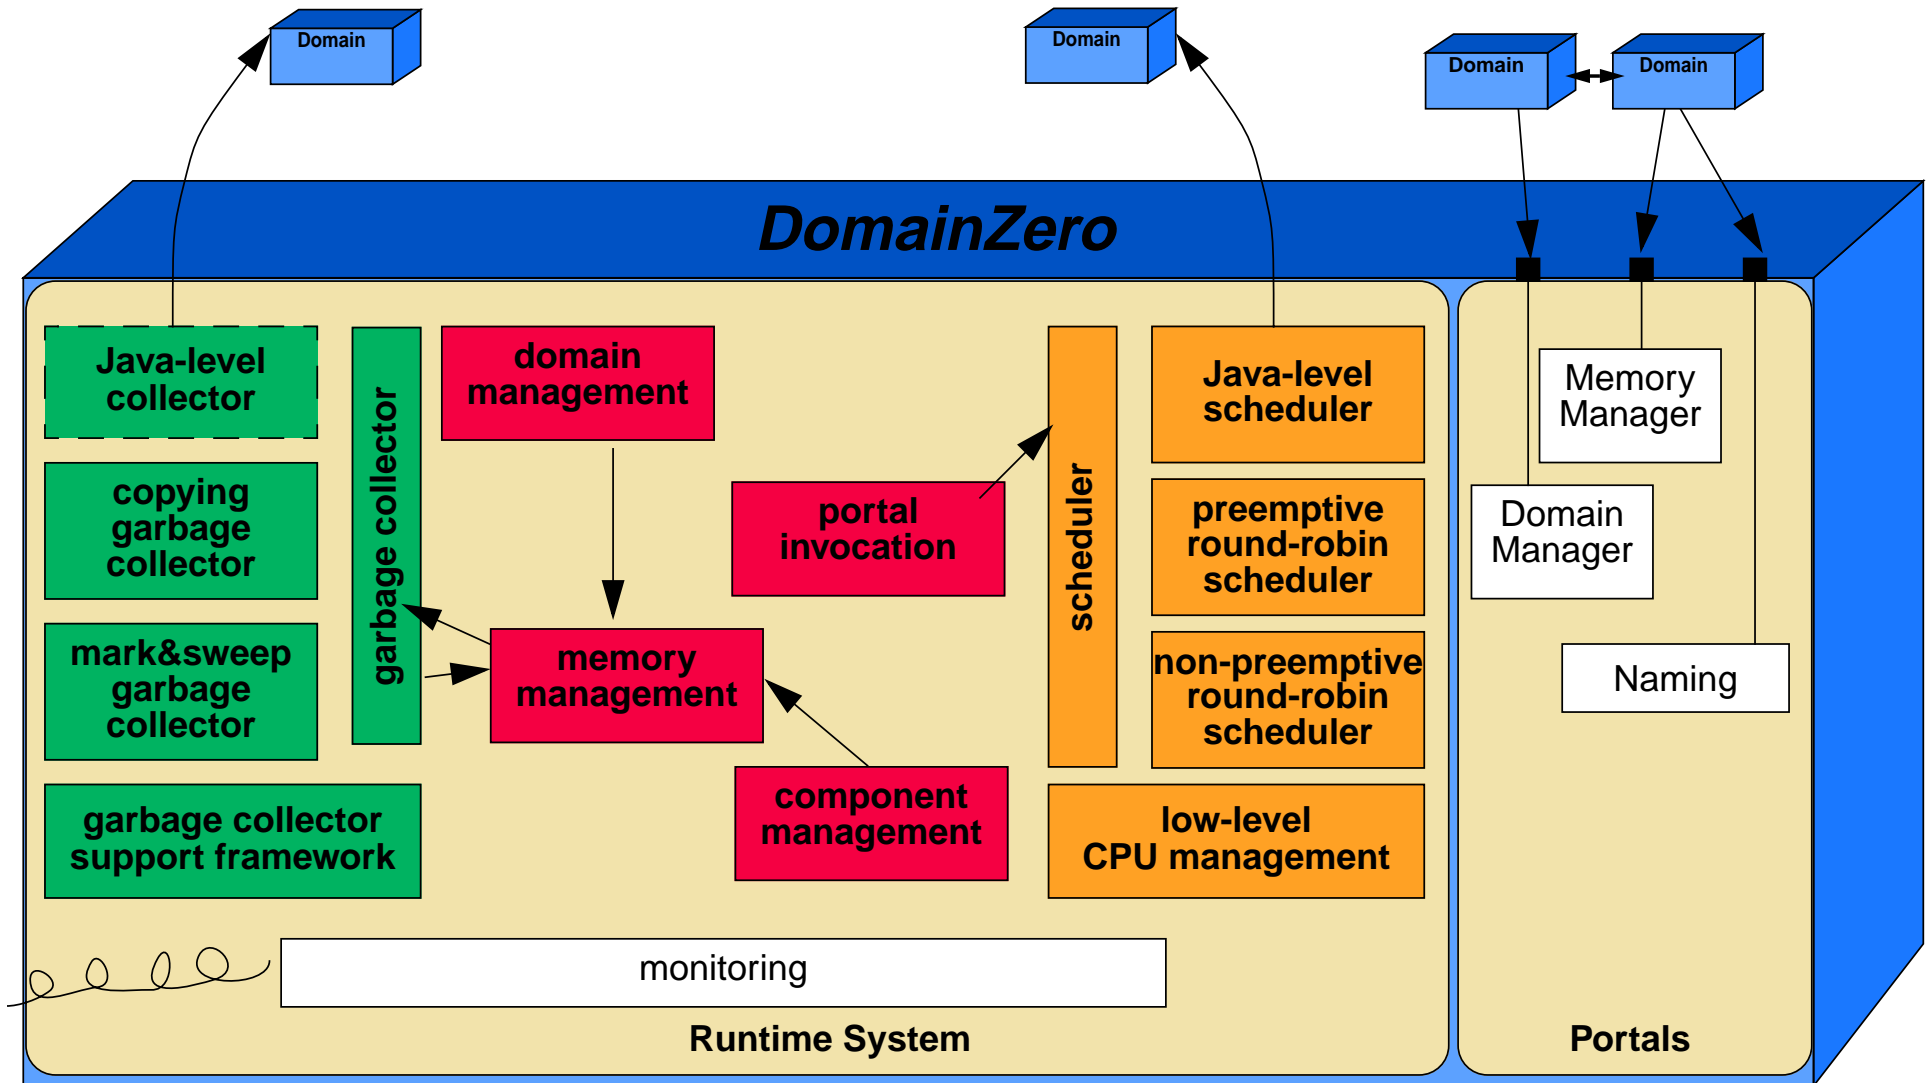 Domain
Domain
Domain
Domain
DomainZero
Java-level
collector
copying
garbage
collector
mark&sweep
garbage
collector
garbage collector
support framework
garbage collector
domain
management
portal
invocation
memory
management
component
management
scheduler
Java-level
scheduler
preemptive
round-robin
scheduler
non-preemptive
round-robin
scheduler
low-level
CPU management
monitoring
Runtime System
Memory
Manager
Domain
Manager
Naming
Portals